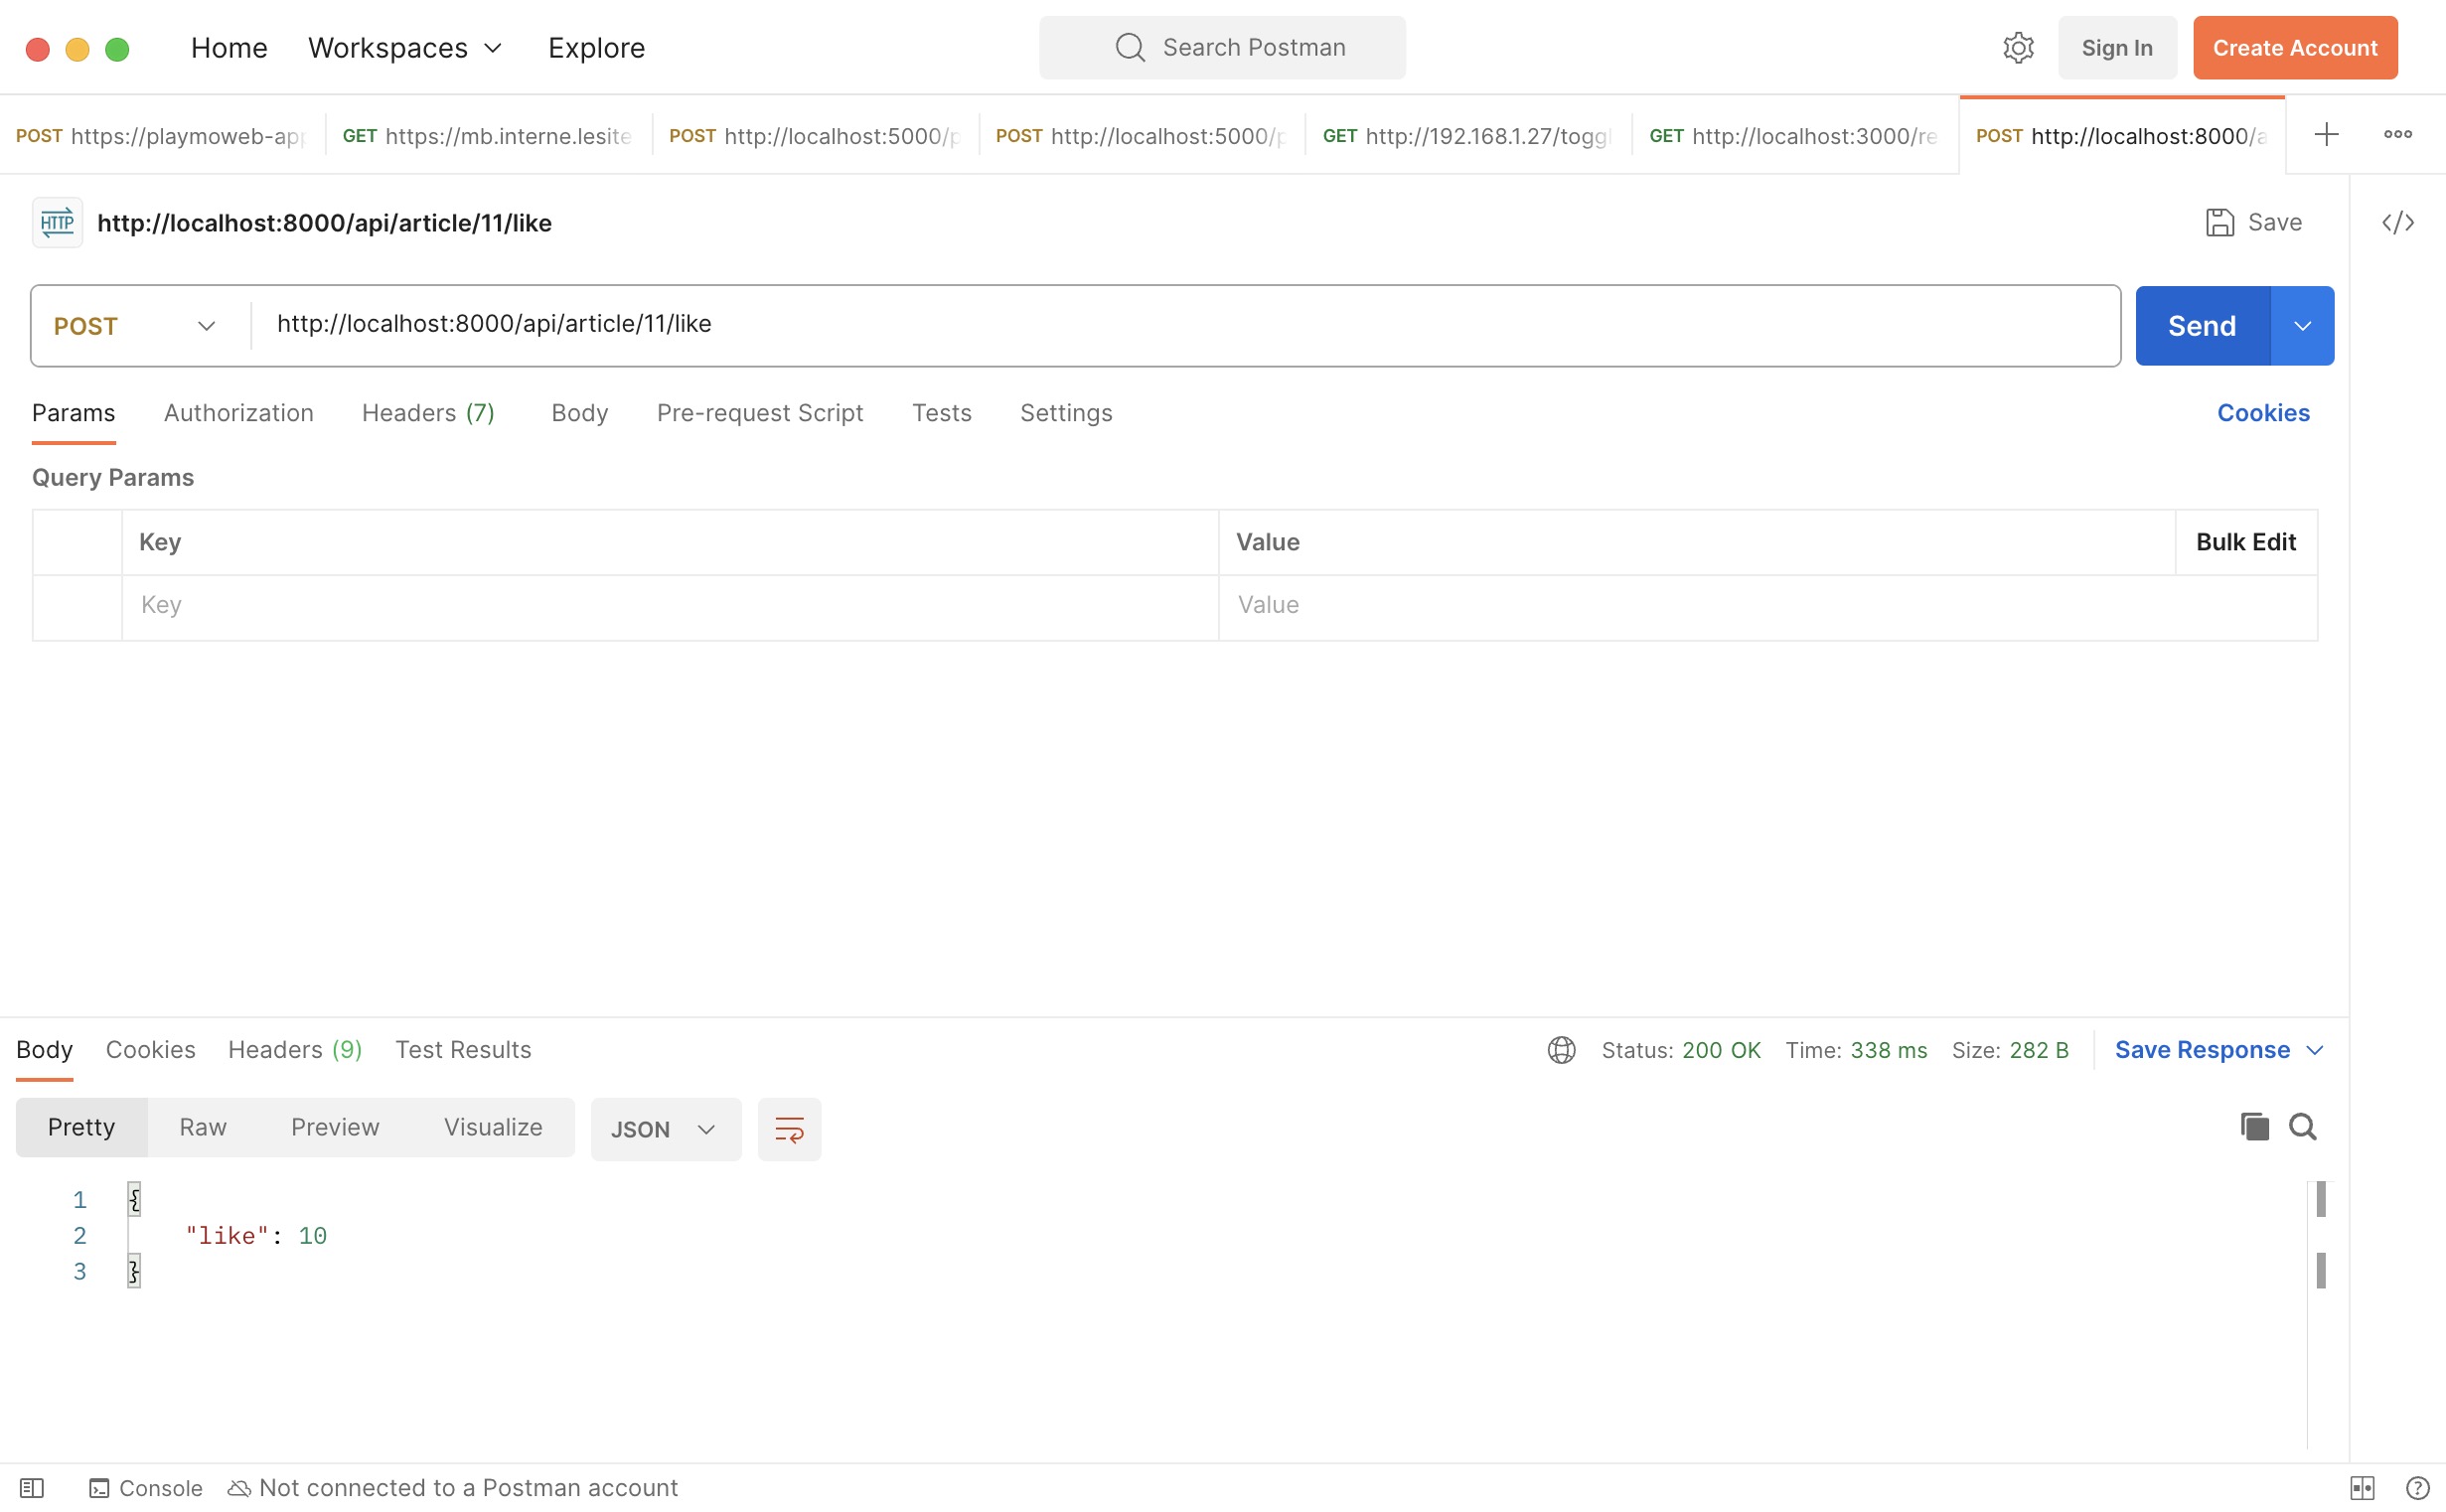 Home Workspaces Explore Search Postman Sign In Create Account
POST https://playmoweb-app GET https://mb.interne.lesite POST http://localhost:5000/p POST http://localhost:5000/p GET http://192.168.1.27/toggl GET http://localhost:3000/re POST http://localhost:8000/a
HTTP http://localhost:8000/api/article/11/like Save
POST http://localhost:8000/api/article/11/like Send
Params Authorization Headers (7) Body Pre-request Script Tests Settings Cookies
Query Params
Key Value Bulk Edit
Key Value
Body Cookies Headers (9) Test Results Status: 200 OK Time: 338 ms Size: 282 B Save Response
Pretty Raw Preview Visualize JSON
1 {
2 "like": 10
3 }
Console Not connected to a Postman account